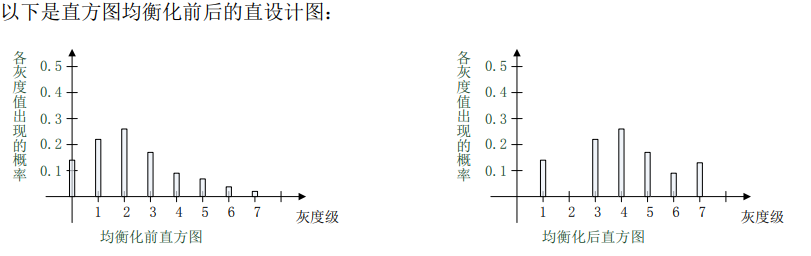 以下是直方图均衡化前后的直设计图：
各灰度值出现的概率
0.5
0.4
0.3
0.2
0.1
1 2 3 4 5 6 7
灰度级
均衡化前直方图
各灰度值出现的概率
0.5
0.4
0.3
0.2
0.1
1 2 3 4 5 6 7
灰度级
均衡化后直方图